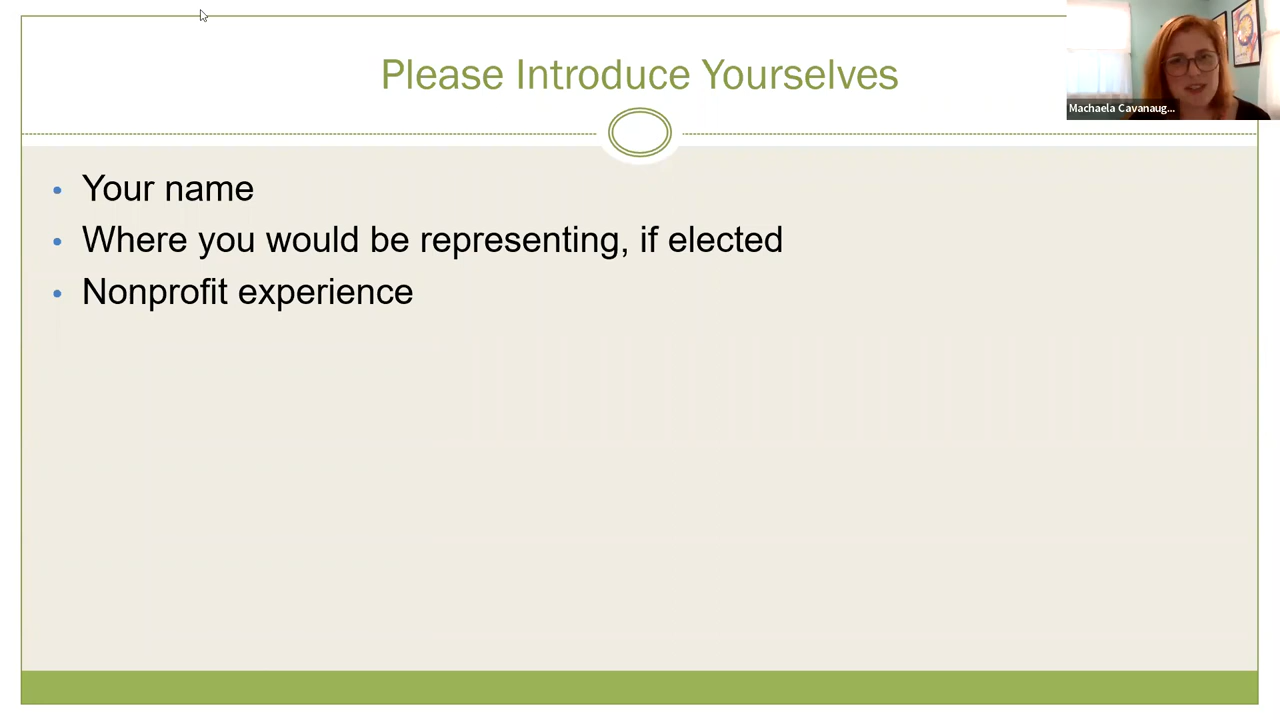 Please Introduce Yourselves
Machaela Cavanaug...
• Your name
• Where you would be representing, if elected
• Nonprofit experience